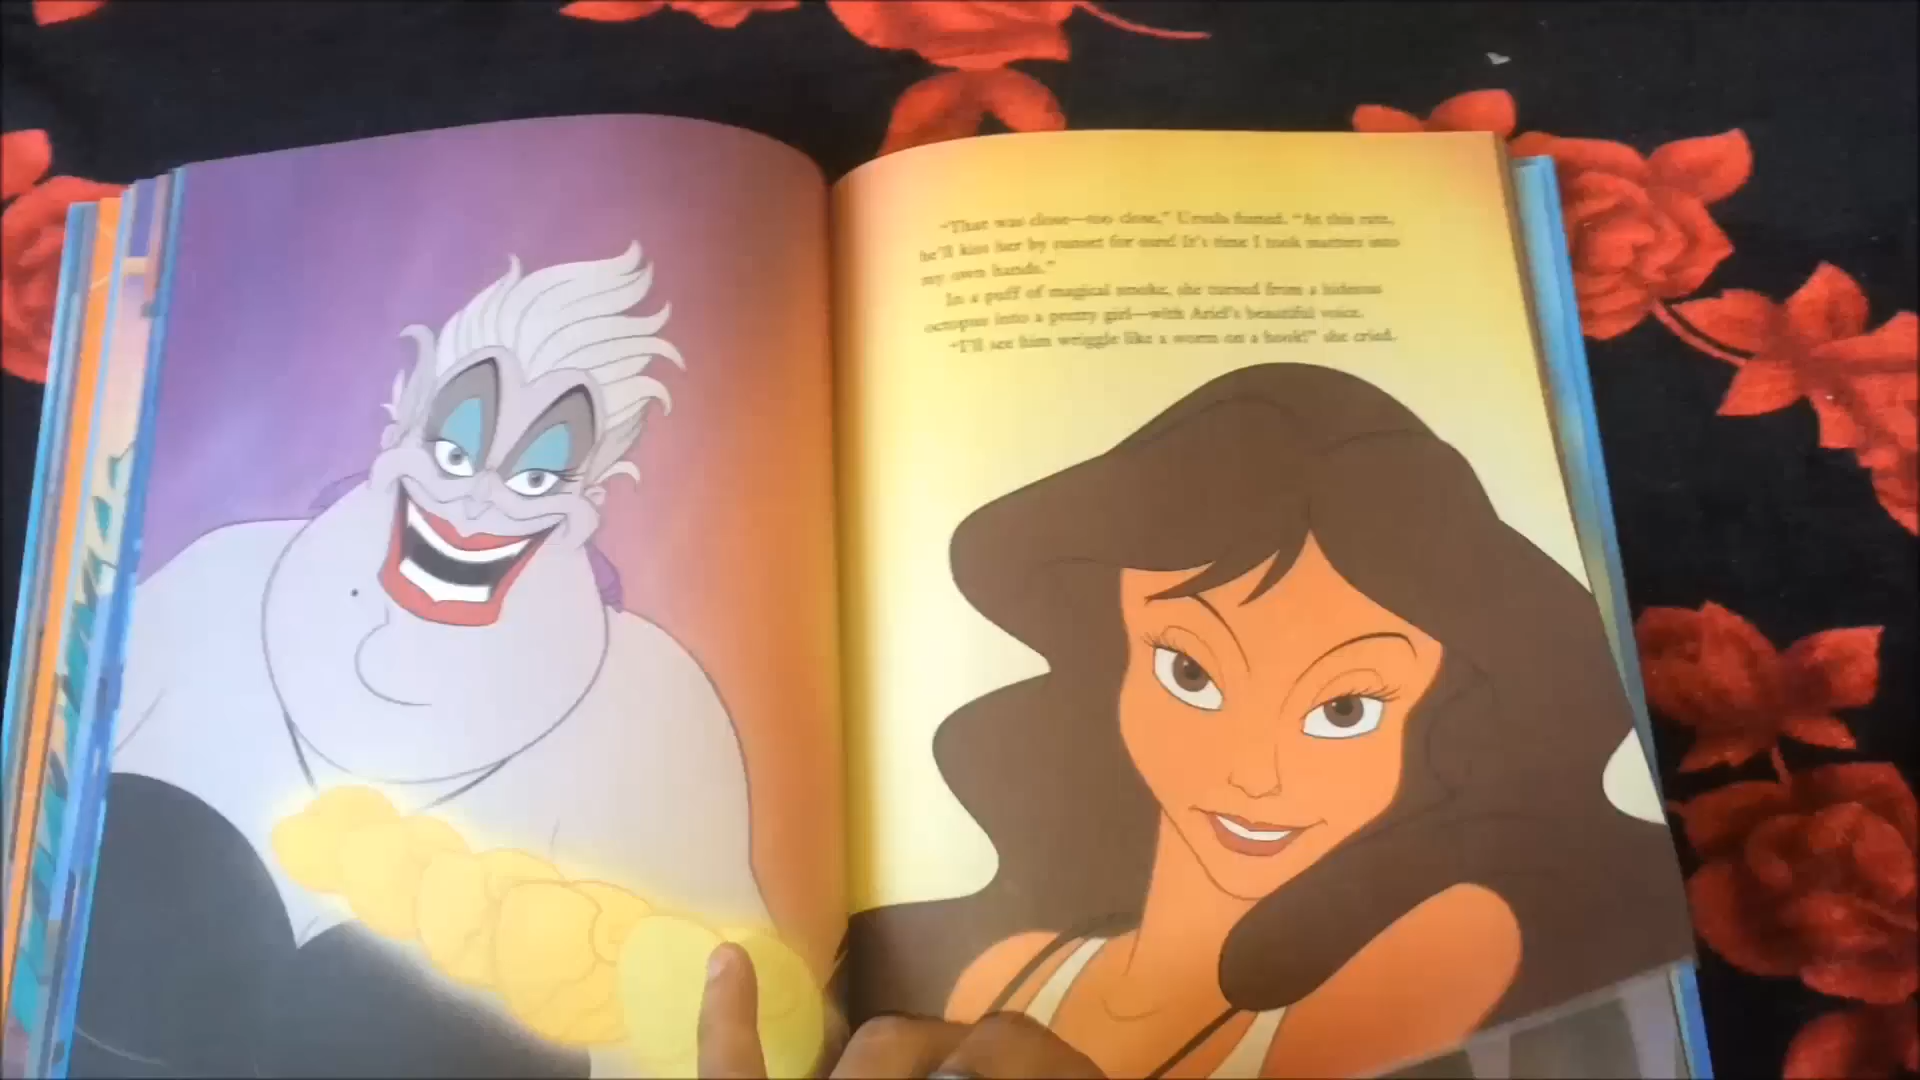 "That was close—too close," Ursula fumed. "At this rate,
he'll kiss her by sunset for sure! It's time I took matters into
my own hands."
In a puff of magical smoke, she turned from a hideous
octopus into a pretty girl—with Ariel's beautiful voice.
"I'll see him wriggle like a worm on a hook!" she cried.